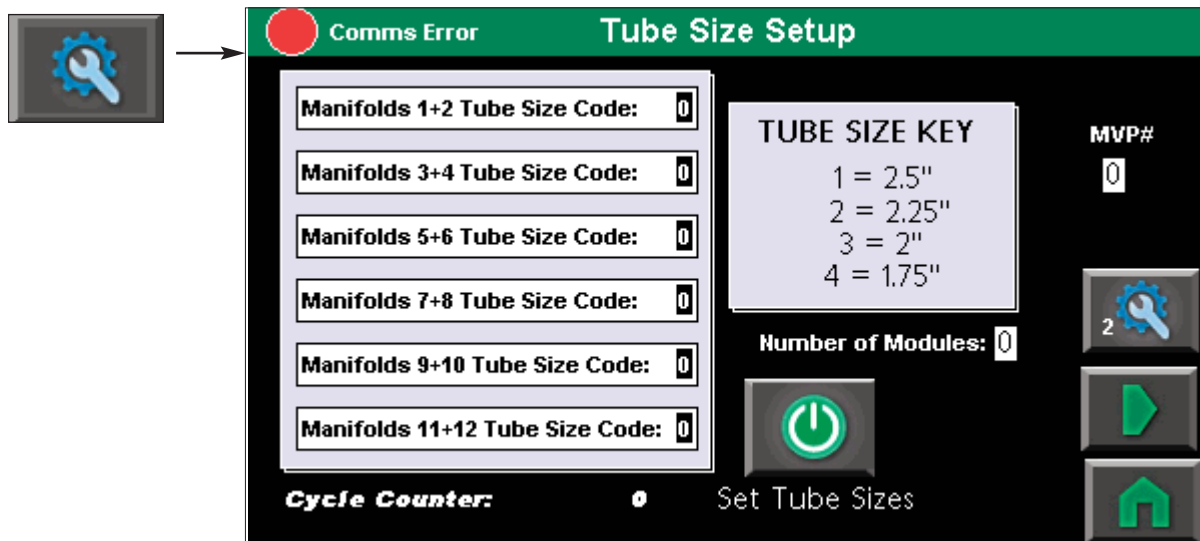 Comms Error
Tube Size Setup
Manifolds 1+2 Tube Size Code: 0
Manifolds 3+4 Tube Size Code: 0
Manifolds 5+6 Tube Size Code: 0
Manifolds 7+8 Tube Size Code: 0
Manifolds 9+10 Tube Size Code: 0
Manifolds 11+12 Tube Size Code: 0
TUBE SIZE KEY
1 = 2.5"
2 = 2.25"
3 = 2"
4 = 1.75"
MVP#
0
Number of Modules: 0
2
Cycle Counter: 0
Set Tube Sizes